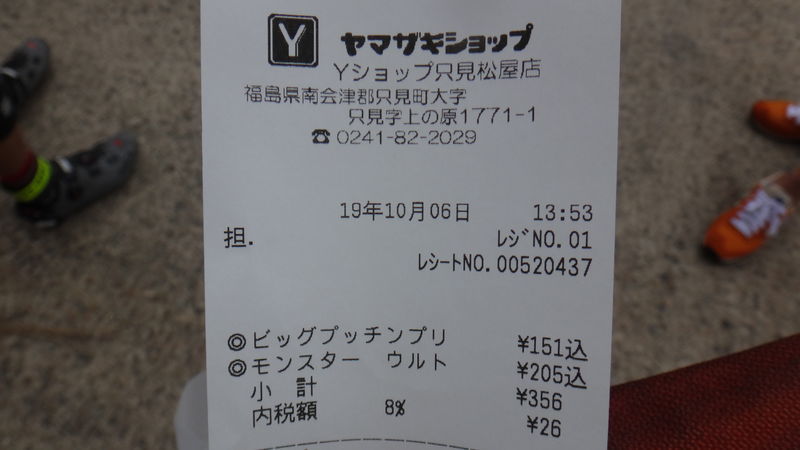 Y ヤマザキショップ
Yショップ只見松屋店
福島県南会津郡只見町大字
只見字上の原1771-1
☎ 0241-82-2029
19年10月06日 13:53
担. レジNO.01
レシートNO.00520437
◎ビッグプッチンプリ ¥151込
◎モンスター ウルト ¥205込
小 計 ¥356
内税額 8% ¥26